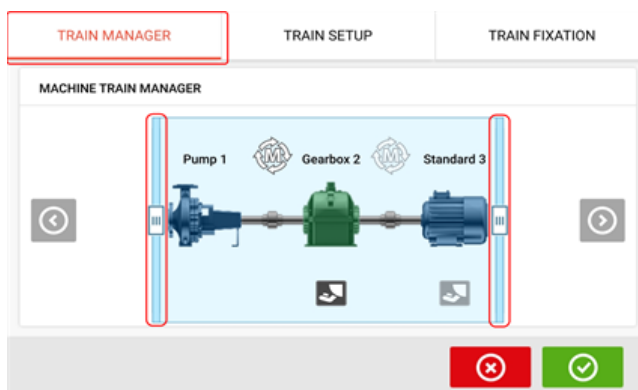 TRAIN MANAGER TRAIN SETUP TRAIN FIXATION
MACHINE TRAIN MANAGER
Pump 1 M Gearbox 2 M Standard 3